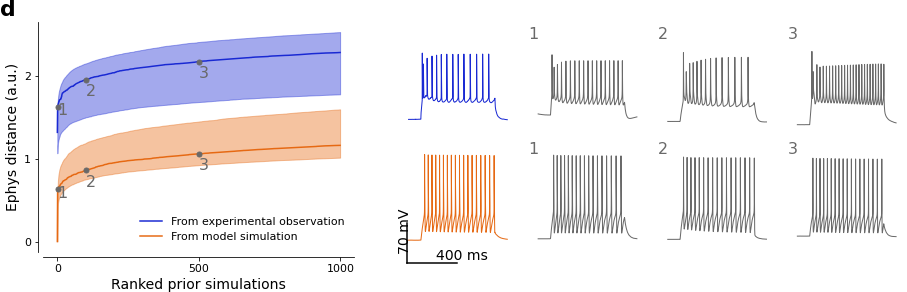 d
Ephys distance (a.u.)
2
1
0
1
2
3
1
2
3
From experimental observation
From model simulation
0
500
1000
Ranked prior simulations
1
2
3
1
2
3
70 mV
400 ms